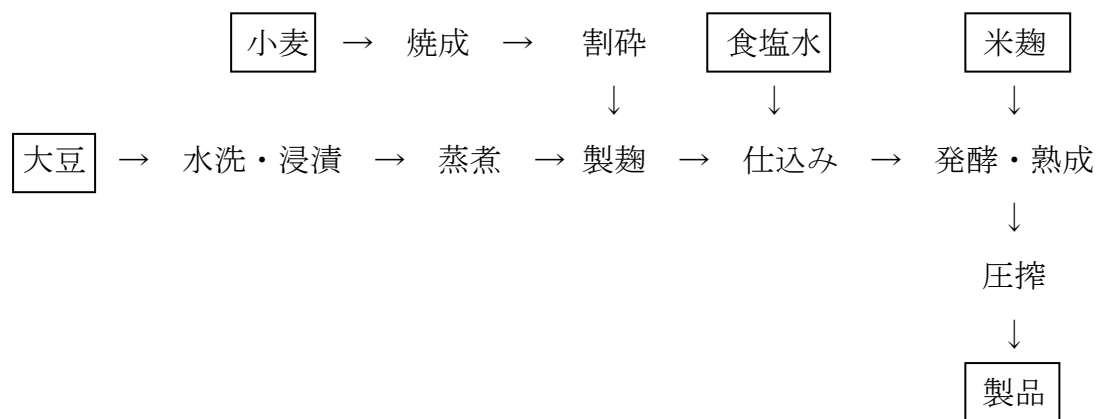 小麦 → 焼成 → 割砕 食塩水 米麹
↓ ↓ ↓
大豆 → 水洗・浸漬 → 蒸煮 → 製麹 → 仕込み → 発酵・熟成
↓
圧搾
↓
製品